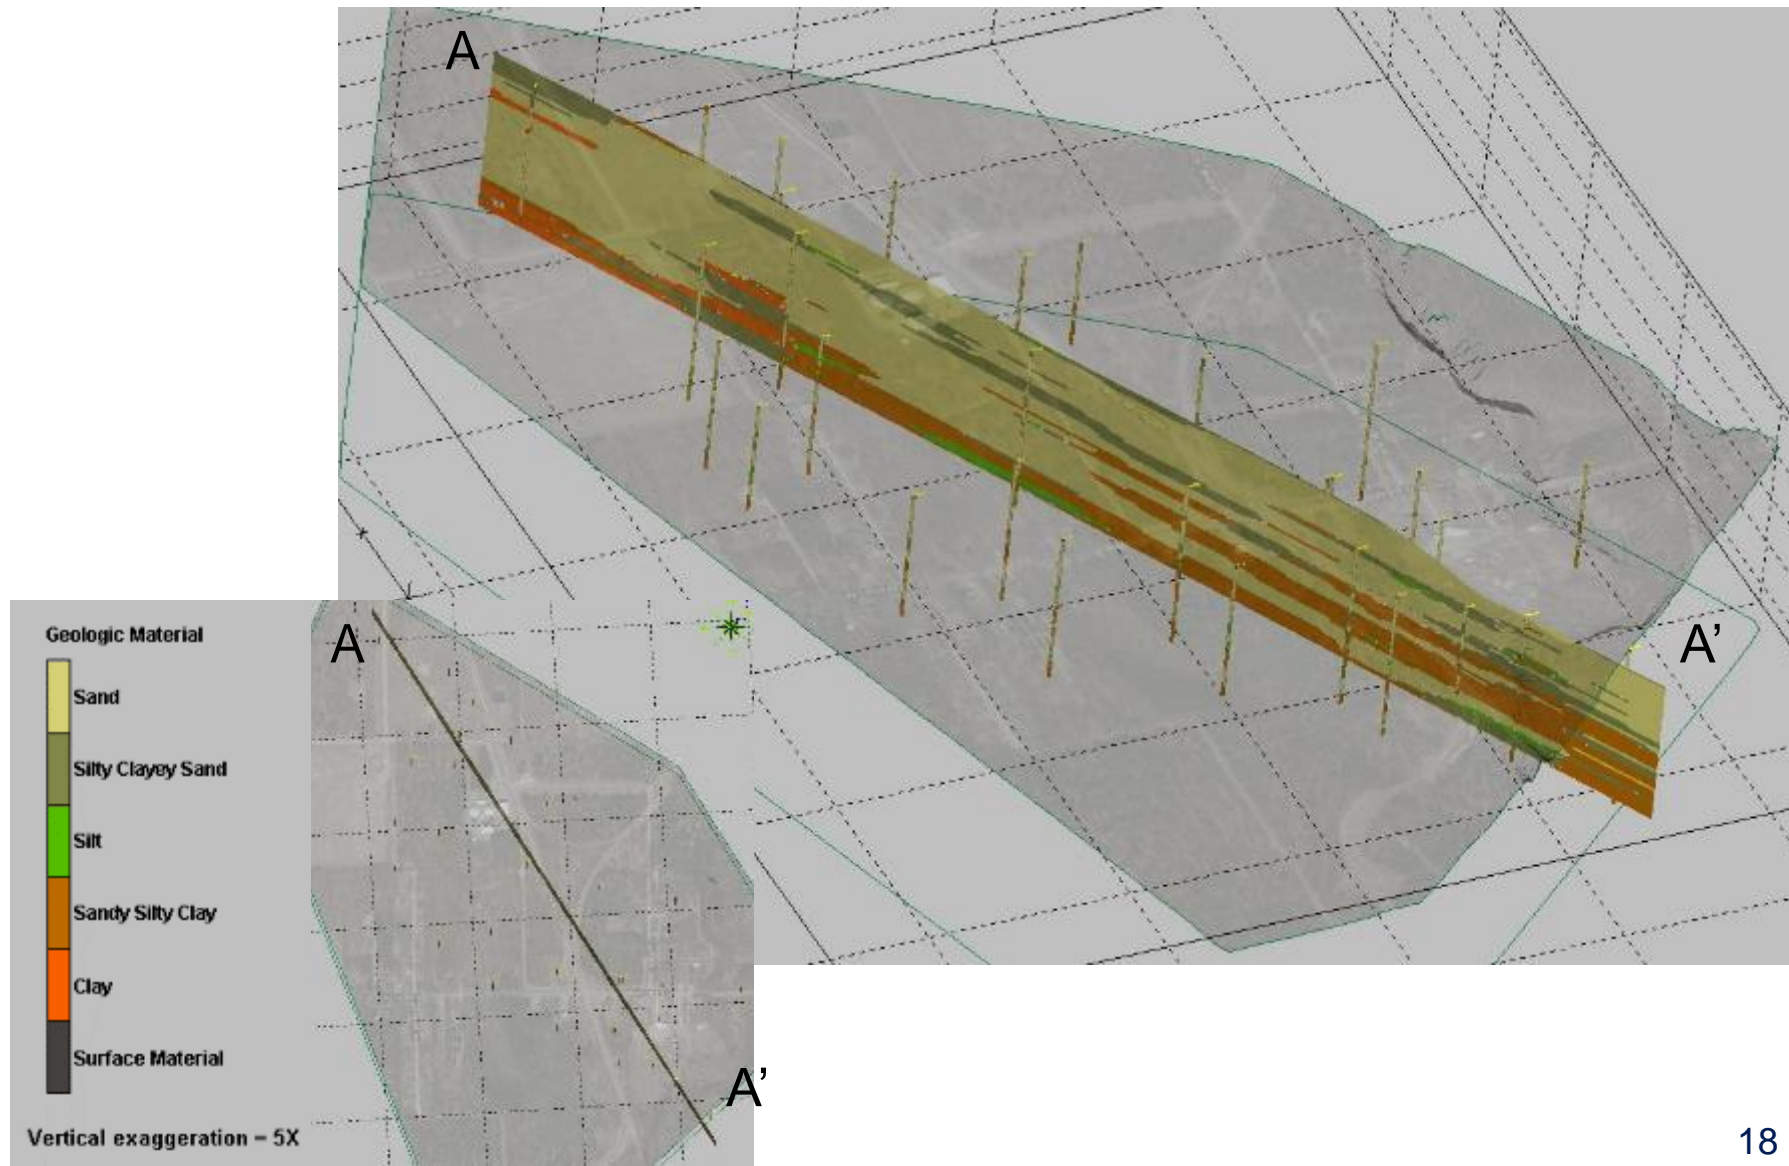 A
A’
Geologic Material
Sand
Silty Clayey Sand
Silt
Sandy Silty Clay
Clay
Surface Material
Vertical exaggeration – 5X
A
A’
18